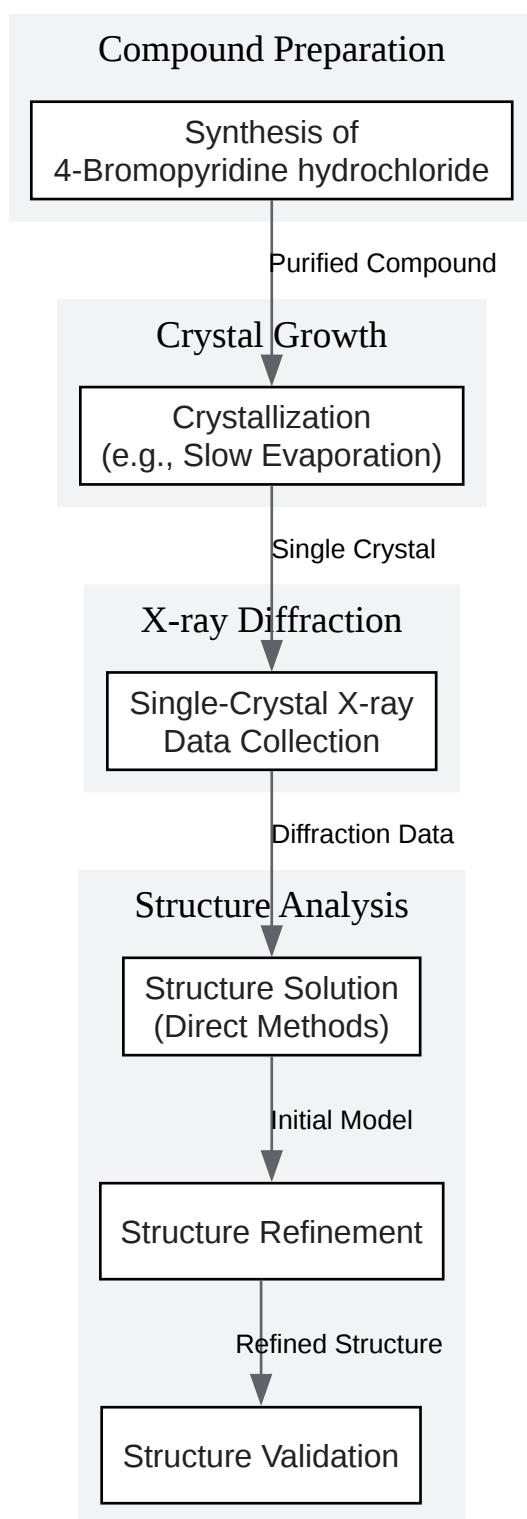 Compound Preparation
Synthesis of
4-Bromopyridine hydrochloride
Purified Compound
Crystal Growth
Crystallization
(e.g., Slow Evaporation)
Single Crystal
X-ray Diffraction
Single-Crystal X-ray
Data Collection
Diffraction Data
Structure Analysis
Structure Solution
(Direct Methods)
Initial Model
Structure Refinement
Refined Structure
Structure Validation